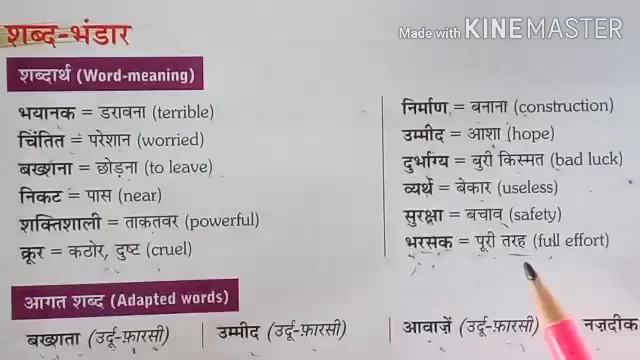 शब्द-भंडार
Made with KINEMASTER
शब्दार्थ (Word-meaning)
भयानक = डरावना (terrible)
चिंतित = परेशान (worried)
बख्शना = छोड़ना (to leave)
निकट = पास (near)
शक्तिशाली = ताकतवर (powerful)
क्रूर = कठोर, दुष्ट (cruel)
निर्माण = बनाना (construction)
उम्मीद = आशा (hope)
दुर्भाग्य = बुरी किस्मत (bad luck)
व्यर्थ = बेकार (useless)
सुरक्षा = बचाव (safety)
भरसक = पूरी तरह (full effort)
आगत शब्द (Adapted words)
बख्शता (उर्दू-फ़ारसी) उम्मीद (उर्दू-फ़ारसी) आवाज़ें (उर्दू-फ़ारसी) नज़दीक